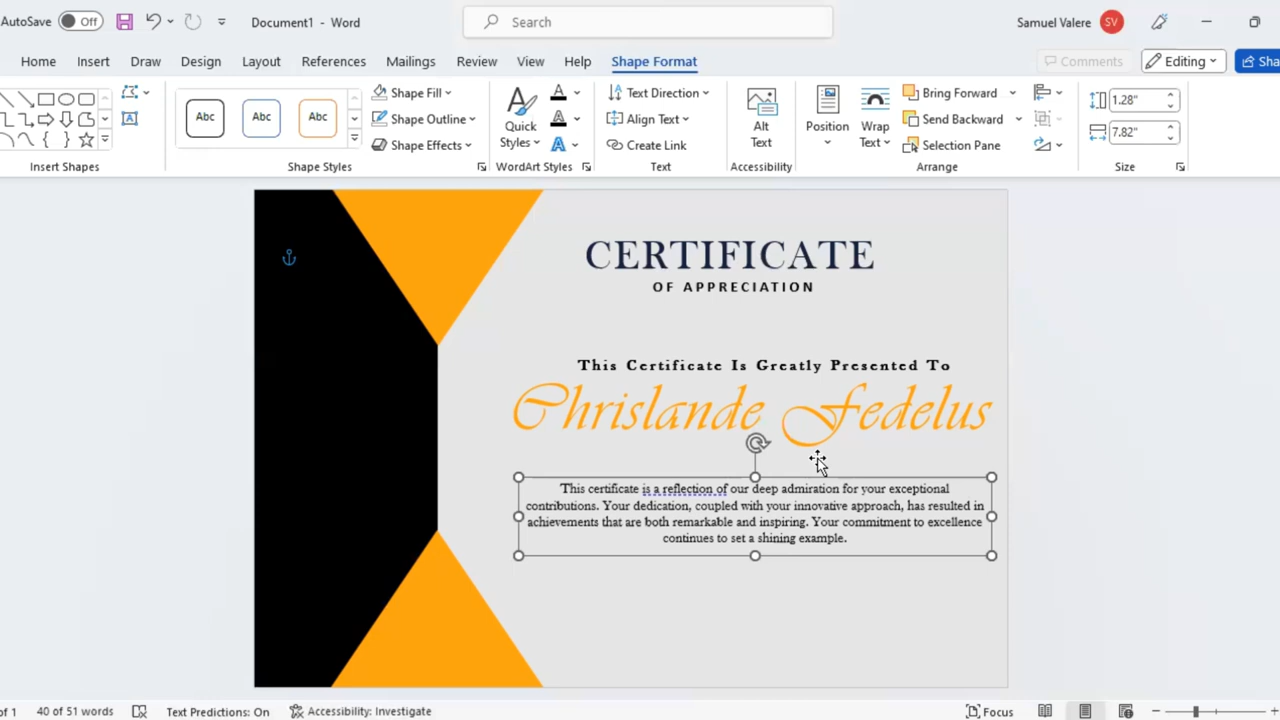 AutoSave Off Document1 - Word Search Samuel Valere SV
Home Insert Draw Design Layout References Mailings Review View Help Shape Format Comments Editing Sha
Abc Abc Abc
Shape Fill
Shape Outline
Shape Effects
Quick Styles
Text Direction
Align Text
Create Link
Alt Text
Position
Wrap Text
Bring Forward
Send Backward
Selection Pane
1.28"
7.82"
Insert Shapes Shape Styles WordArt Styles Text Accessibility Arrange Size
CERTIFICATE
OF APPRECIATION
This Certificate Is Greatly Presented To
Chrislande Fedelus
This certificate is a reflection of our deep admiration for your exceptional
contributions. Your dedication, coupled with your innovative approach, has resulted in
achievements that are both remarkable and inspiring. Your commitment to excellence
continues to set a shining example.
of 1 40 of 51 words Text Predictions: On Accessibility: Investigate Focus